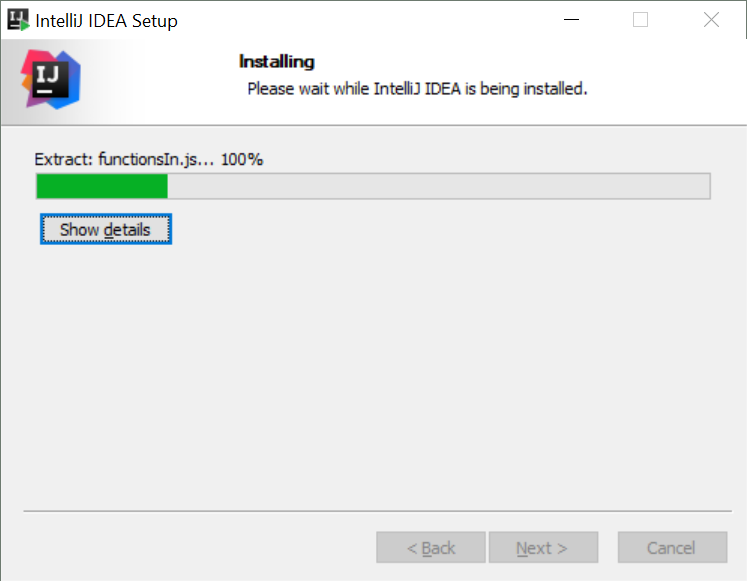 IntelliJ IDEA Setup
IJ
Installing
Please wait while IntelliJ IDEA is being installed.
Extract: functionsIn.js... 100%
Show details
< Back
Next >
Cancel